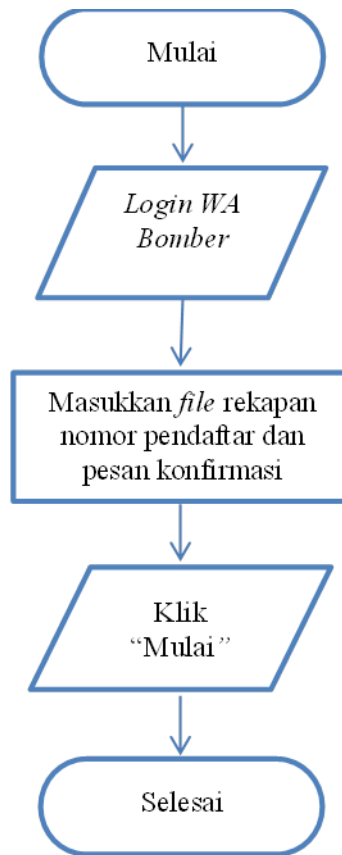 Mulai
Login WA
Bomber
Masukkan file rekapan
nomor pendaftar dan
pesan konfirmasi
Klik
“Mulai”
Selesai